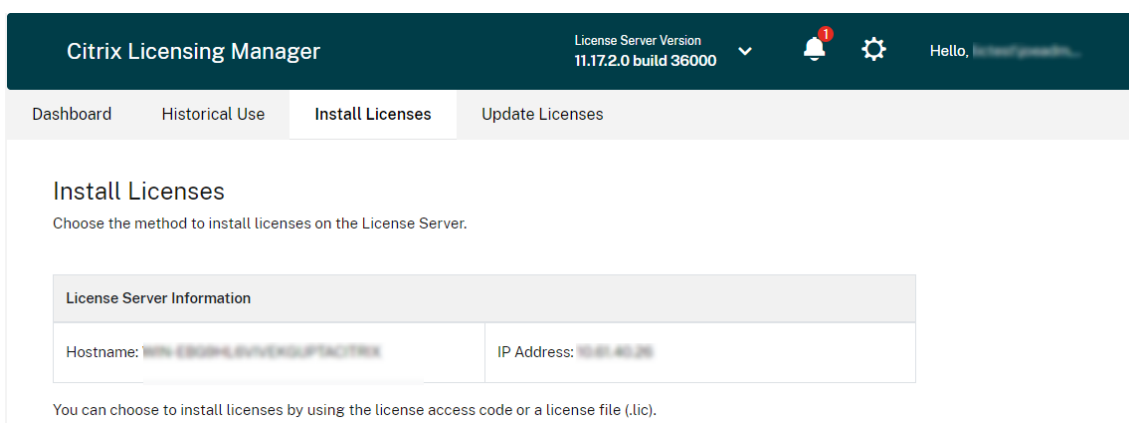 Citrix Licensing Manager
License Server Version
11.17.2.0 build 36000
1
Hello,
Dashboard Historical Use Install Licenses Update Licenses
Install Licenses
Choose the method to install licenses on the License Server.
License Server Information
Hostname: IP Address:
You can choose to install licenses by using the license access code or a license file (.lic).